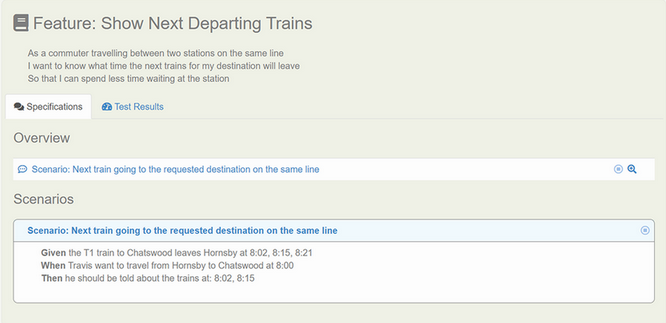 Feature: Show Next Departing Trains
As a commuter travelling between two stations on the same line
I want to know what time the next trains for my destination will leave
So that I can spend less time waiting at the station
Specifications Test Results
Overview
Scenario: Next train going to the requested destination on the same line
Scenarios
Scenario: Next train going to the requested destination on the same line
Given the T1 train to Chatswood leaves Hornsby at 8:02, 8:15, 8:21
When Travis want to travel from Hornsby to Chatswood at 8:00
Then he should be told about the trains at: 8:02, 8:15